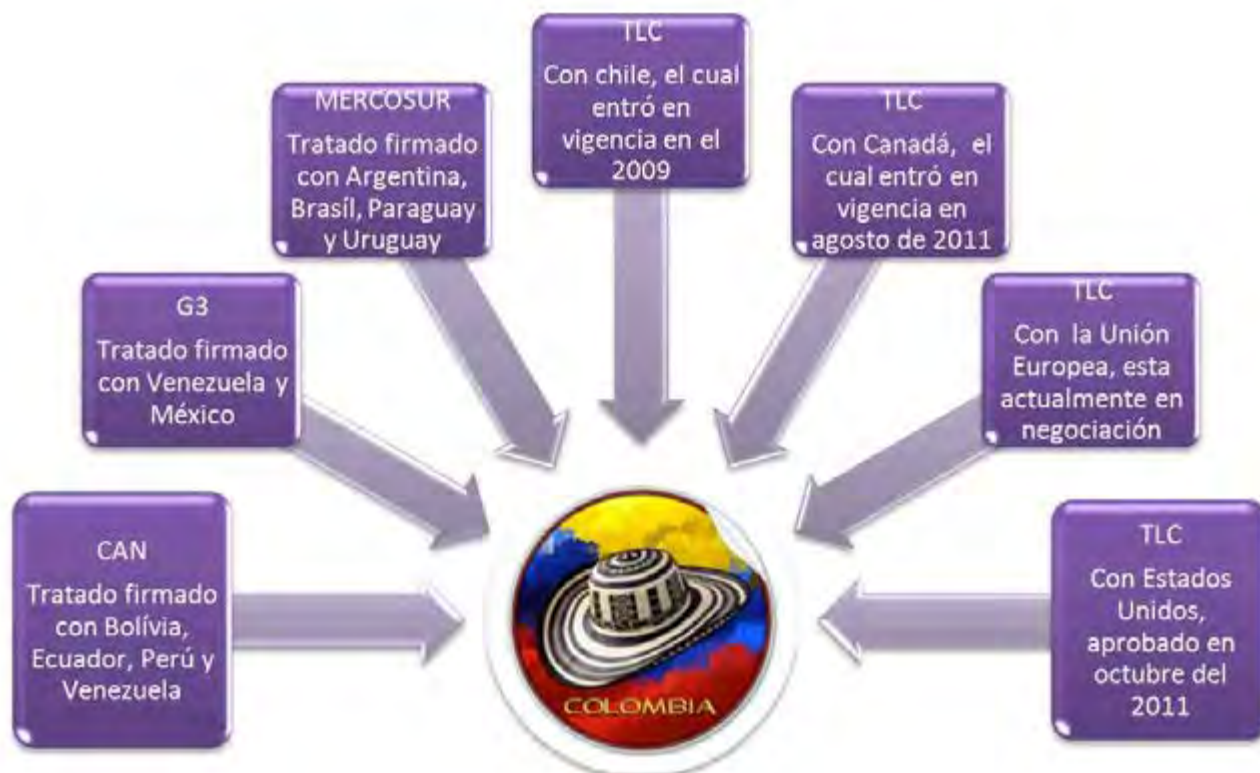 CAN
Tratado firmado
con Bolívia,
Ecuador, Perú y
Venezuela
G3
Tratado firmado
con Venezuela y
México
MERCOSUR
Tratado firmado
con Argentina,
Brasíl, Paraguay
y Uruguay
TLC
Con chile, el cual
entró en
vigencia en el
2009
TLC
Con Canadá, el
cual entró en
vigencia en
agosto de 2011
TLC
Con la Unión
Europea, esta
actualmente en
negociación
TLC
Con Estados
Unidos,
aprobado en
octubre del
2011
COLOMBIA